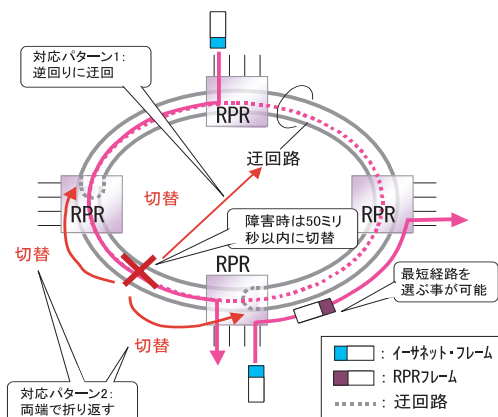 対応パターン1：
逆回りに迂回
RPR
迂回路
切替
RPR
RPR
切替
障害時は50ミリ
秒以内に切替
RPR
切替
最短経路を
選ぶ事が可能
対応パターン2：
両端で折り返す
：イーサネット・フレーム
：RPRフレーム
：迂回路